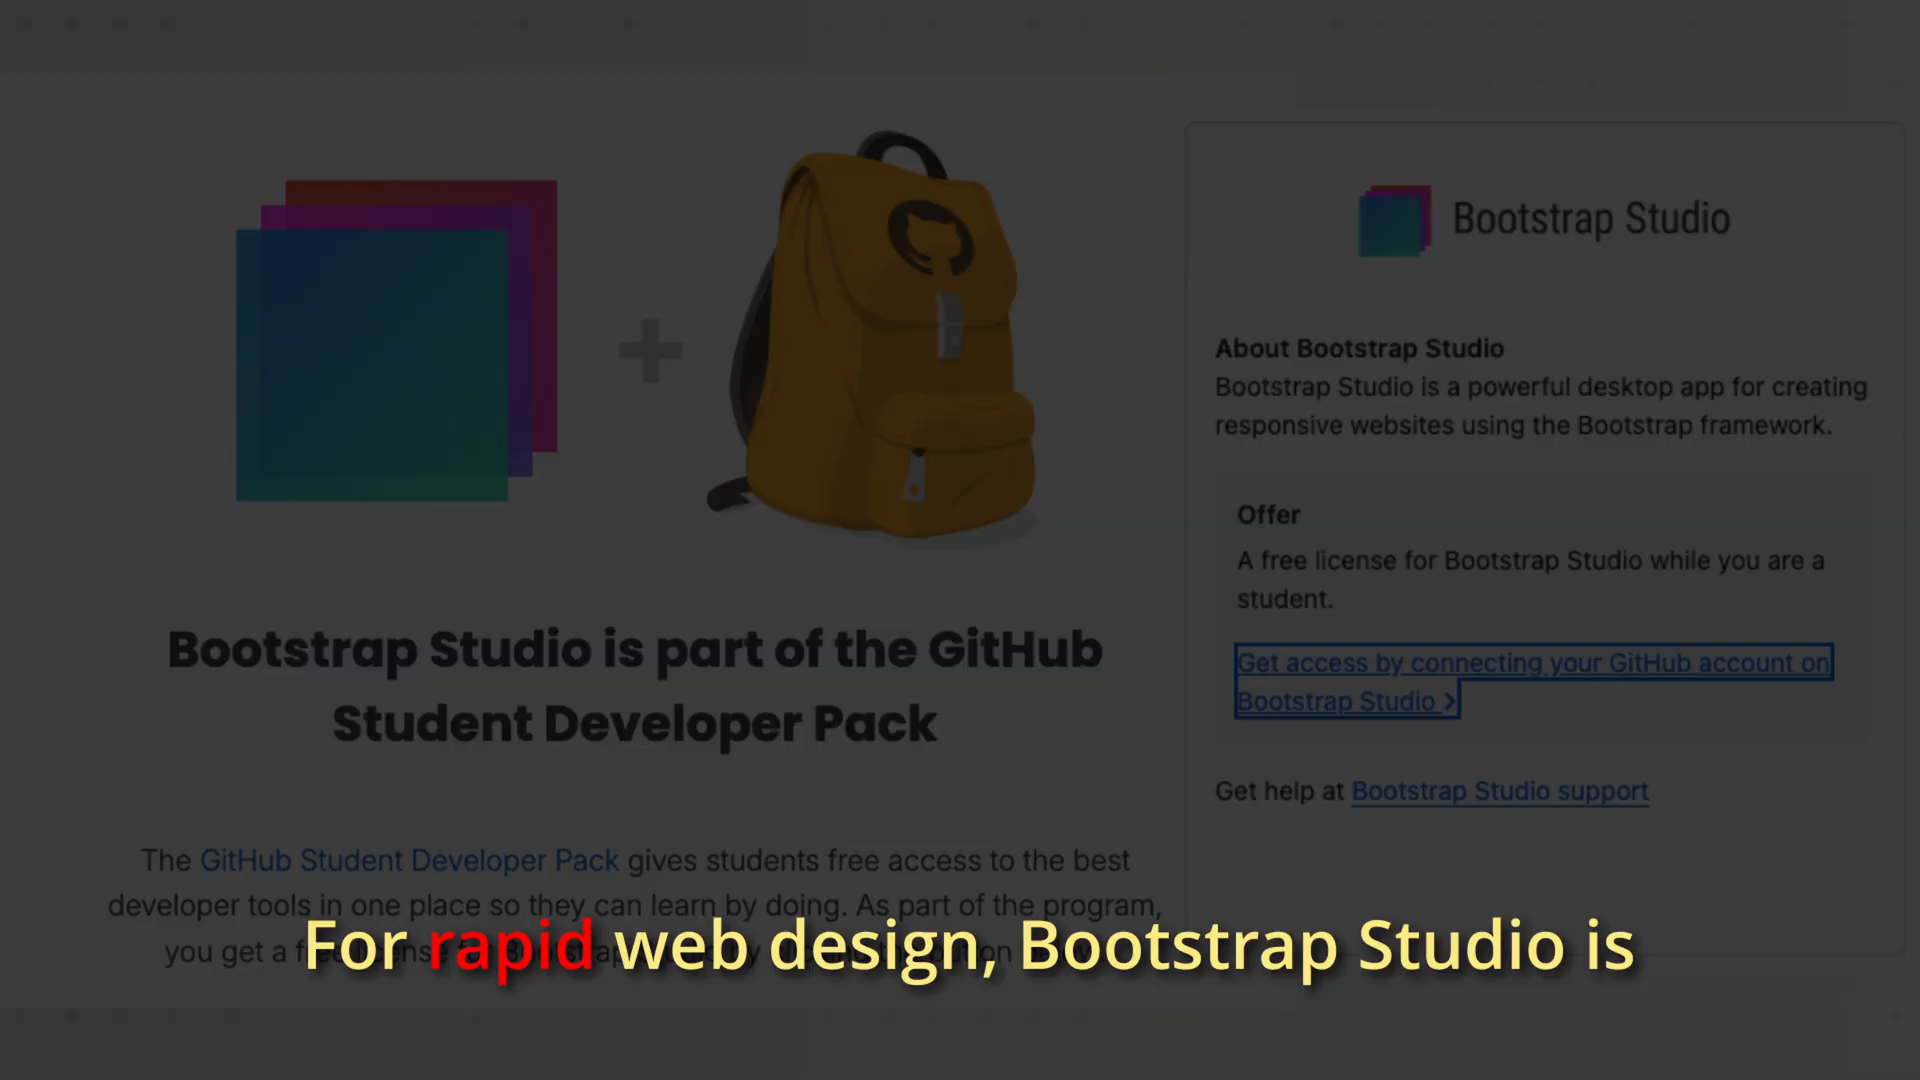 Bootstrap Studio is part of the GitHub
Student Developer Pack
The GitHub Student Developer Pack gives students free access to the best
developer tools in one place so they can learn by doing. As part of the program,
you get a
Bootstrap Studio
About Bootstrap Studio
Bootstrap Studio is a powerful desktop app for creating
responsive websites using the Bootstrap framework.
Offer
A free license for Bootstrap Studio while you are a
student.
Get access by connecting your GitHub account on
Bootstrap Studio >
Get help at Bootstrap Studio support
For rapid web design, Bootstrap Studio is